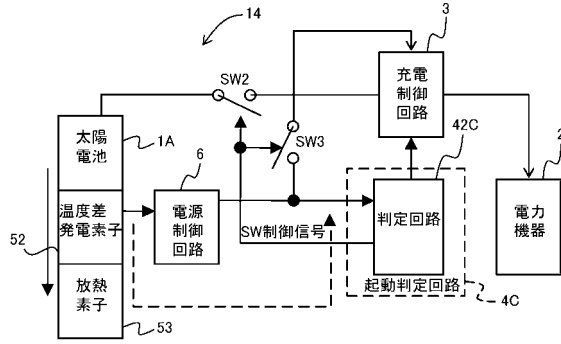 14
SW2
3
充電
制御
回路
太陽
電池
1A
SW3
42C
2
6
温度差
発電素子
電源
制御
回路
判定回路
電力
機器
52
SW制御信号
放熱
素子
起動判定回路
53
4C